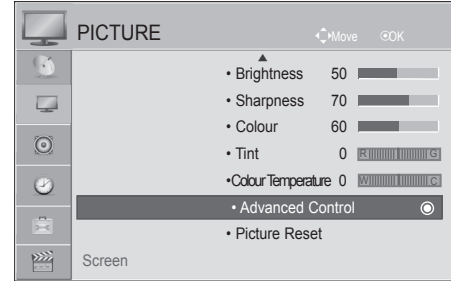 PICTURE
Move
OK
• Brightness 50
• Sharpness 70
• Colour 60
• Tint 0 R G
•Colour Temperature 0 W C
• Advanced Control
• Picture Reset
Screen